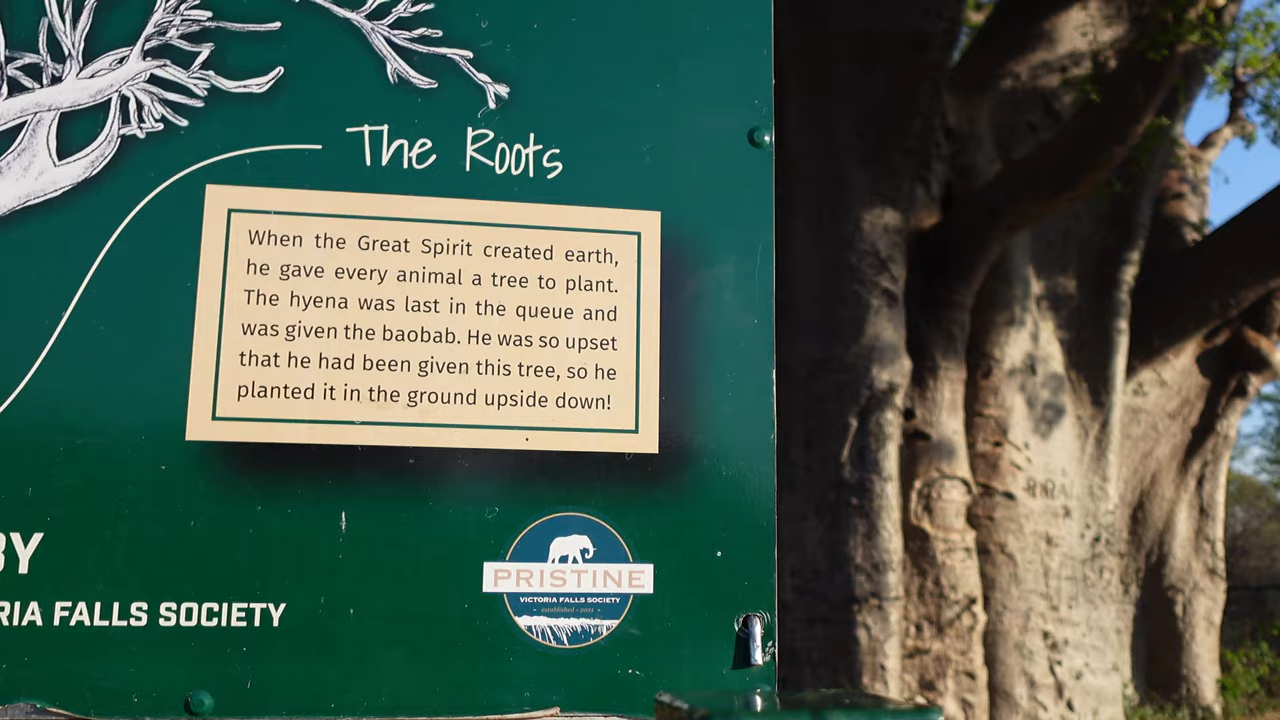 The Roots
When the Great Spirit created earth,
he gave every animal a tree to plant.
The hyena was last in the queue and
was given the baobab. He was so upset
that he had been given this tree, so he
planted it in the ground upside down!
BY
RIA FALLS SOCIETY
PRISTINE
VICTORIA FALLS SOCIETY
- established - 2021 -